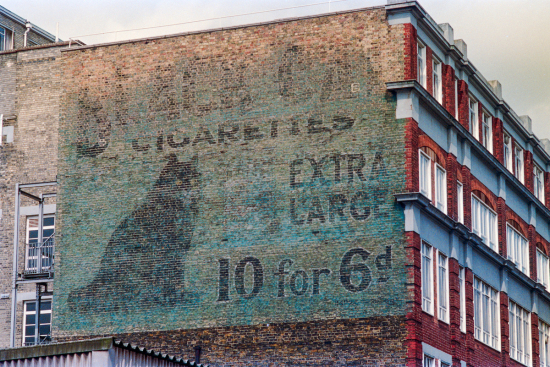 CIGARETTES
EXTRA
LARGE
10 for 6d